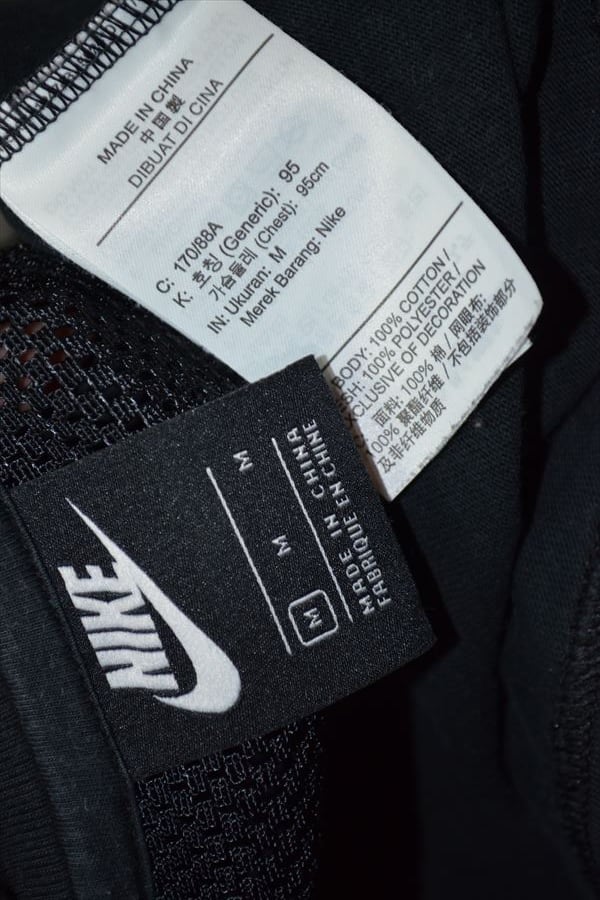 MADE IN CHINA
中国製
DIBUAT DI CINA
C: 170/88A
K: 호칭 (Generic): 95
가슴둘레 (Chest): 95cm
IN: Ukuran: M
Merek Barang: Nike
BODY: 100% COTTON /
100% POLYESTER /
EXCLUSIVE OF DECORATION
面料: 100% 棉 / 网眼布:
100% 聚酯纤维 / 不包括装饰部分
及非纤维物质
NIKE
M M M
MADE IN CHINA
FABRIQUE EN CHINE